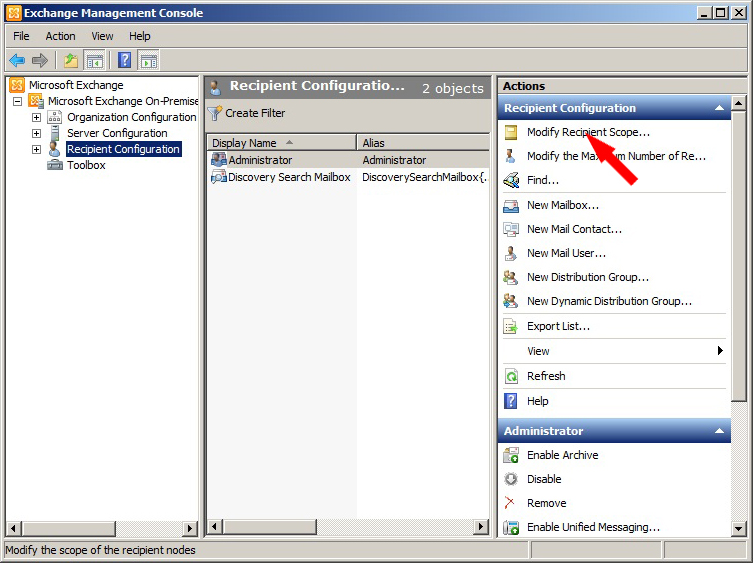 Exchange Management Console
File Action View Help
Microsoft Exchange
Microsoft Exchange On-Premise
Organization Configuration
Server Configuration
Recipient Configuration
Toolbox
Recipient Configuratio... 2 objects
Create Filter
Display Name Alias
Administrator Administrator
Discovery Search Mailbox DiscoverySearchMailbox{.
Actions
Recipient Configuration
Modify Recipient Scope...
Modify the Maximum Number of Re...
Find...
New Mailbox...
New Mail Contact...
New Mail User...
New Distribution Group...
New Dynamic Distribution Group...
Export List...
View
Refresh
Help
Administrator
Enable Archive
Disable
Remove
Enable Unified Messaging...
Modify the scope of the recipient nodes